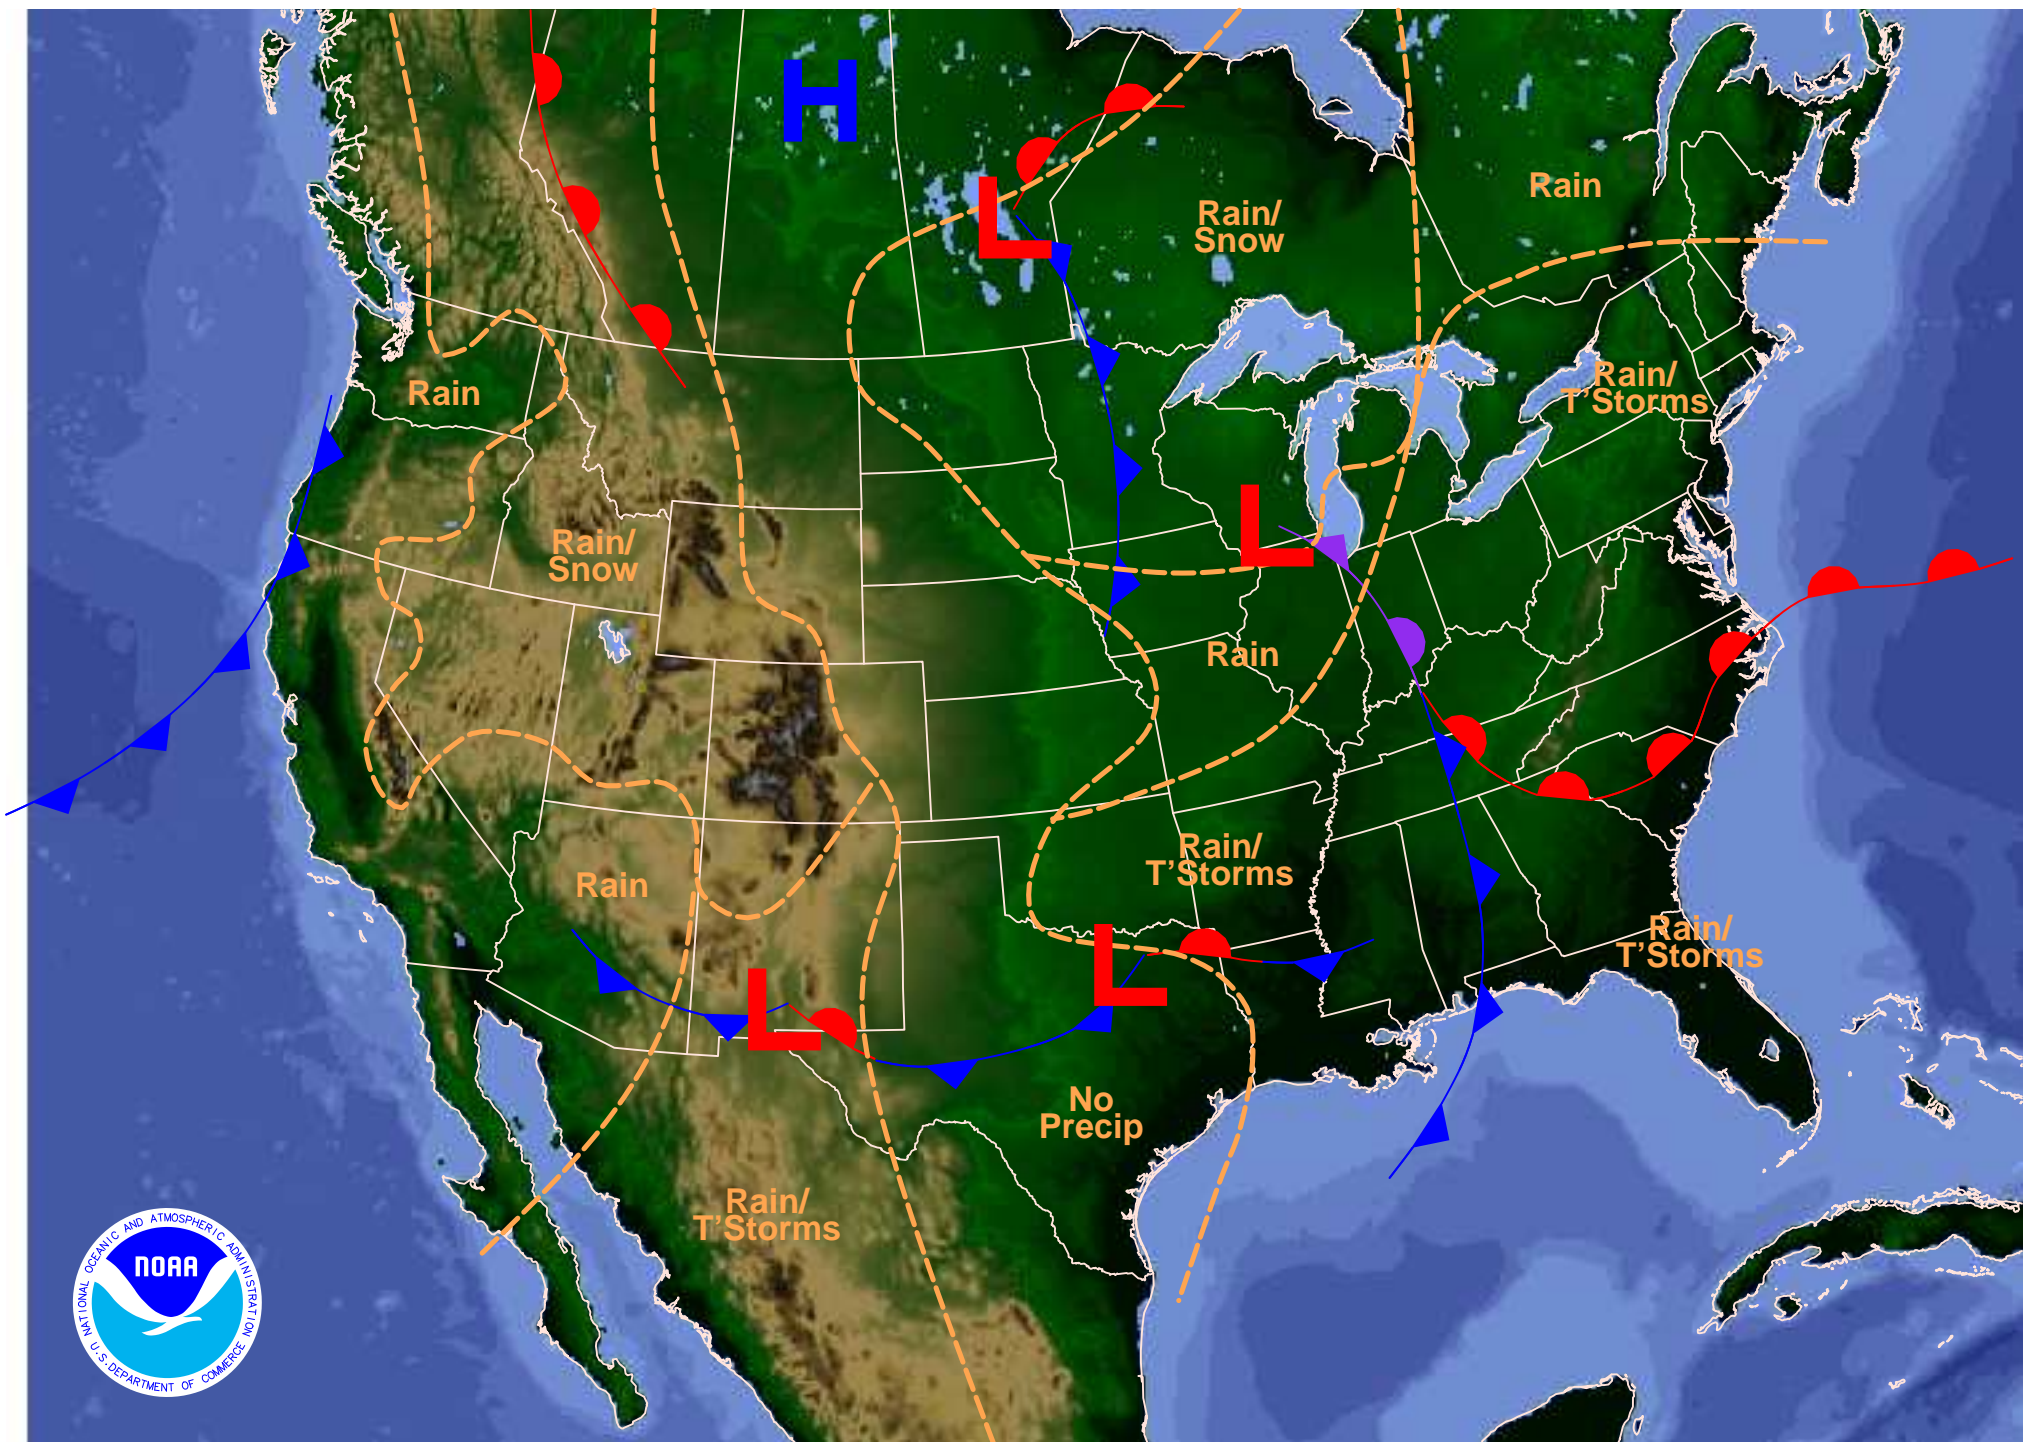 H
L
Rain/
Snow
Rain
Rain
Rain/
T'Storms
L
Rain/
Snow
Rain
Rain/
T'Storms
Rain
L
L
Rain/
T'Storms
No
Precip
Rain/
T'Storms
NATIONAL OCEANIC AND ATMOSPHERIC ADMINISTRATION
NOAA
U.S. DEPARTMENT OF COMMERCE